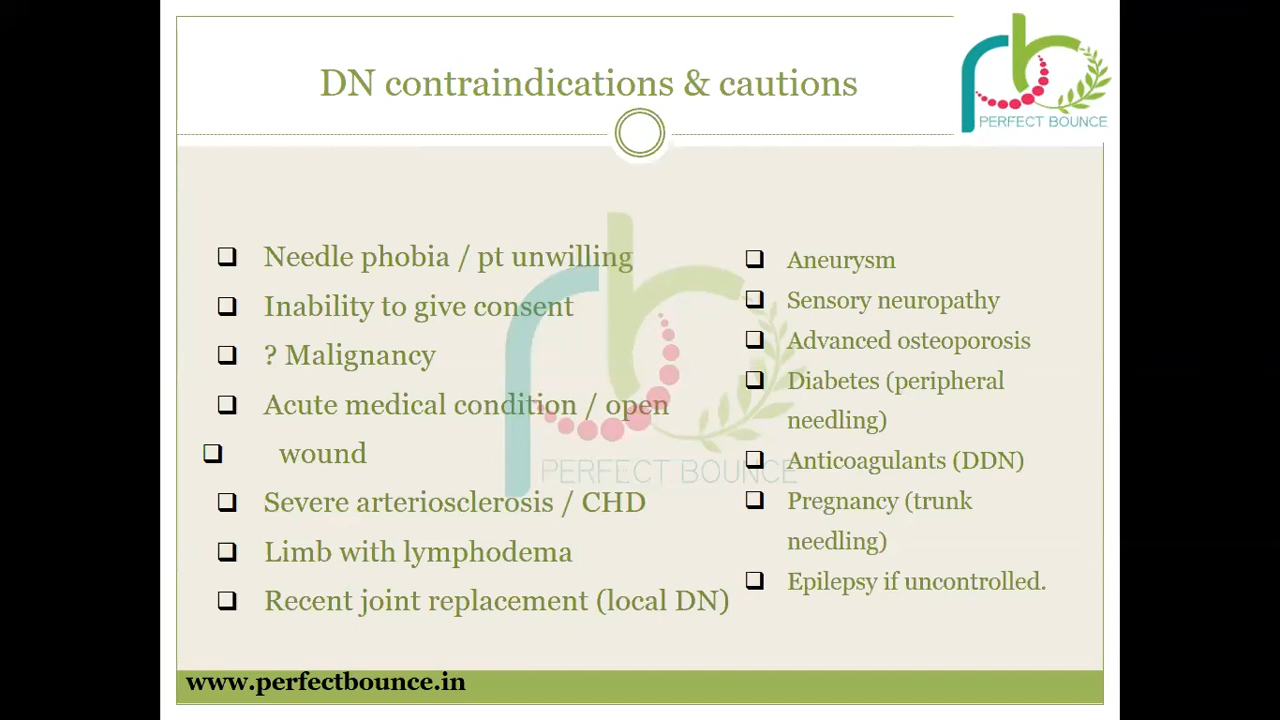 DN contraindications & cautions
PERFECT BOUNCE
Needle phobia / pt unwilling
Inability to give consent
? Malignancy
Acute medical condition / open
wound
Severe arteriosclerosis / CHD
Limb with lymphodema
Recent joint replacement (local DN)
Aneurysm
Sensory neuropathy
Advanced osteoporosis
Diabetes (peripheral
needling)
Anticoagulants (DDN)
Pregnancy (trunk
needling)
Epilepsy if uncontrolled.
PERFECT BOUNCE
www.perfectbounce.in